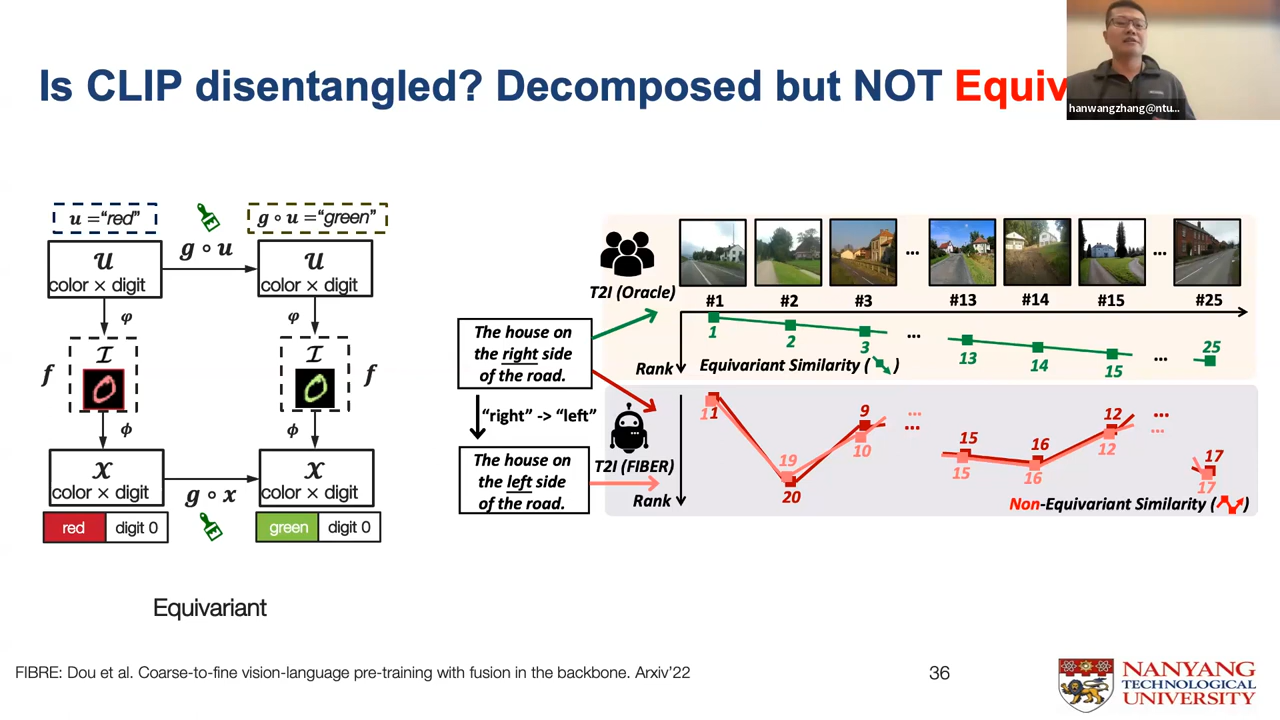 Is CLIP disentangled? Decomposed but NOT Equiv
hanwangzhang@ntu...
u ="red"
g ∘ u ="green"
g ∘ u
U
color × digit
U
color × digit
φ
φ
f
I
I
f
ϕ
ϕ
X
color × digit
X
color × digit
g ∘ x
red
digit 0
green
digit 0
Equivariant
T2I (Oracle)
#1
#2
#3
...
#13
#14
#15
...
#25
The house on
the right side
of the road.
1
2
3
...
13
14
15
...
25
Rank
Equivariant Similarity ( )
"right" -> "left"
The house on
the left side
of the road.
T2I (FIBER)
Rank
1
1
19
20
9
10
...
...
15
15
16
16
12
12
...
...
17
17
Non-Equivariant Similarity ( )
FIBRE: Dou et al. Coarse-to-fine vision-language pre-training with fusion in the backbone. Arxiv'22
36
NANYANG
TECHNOLOGICAL
UNIVERSITY